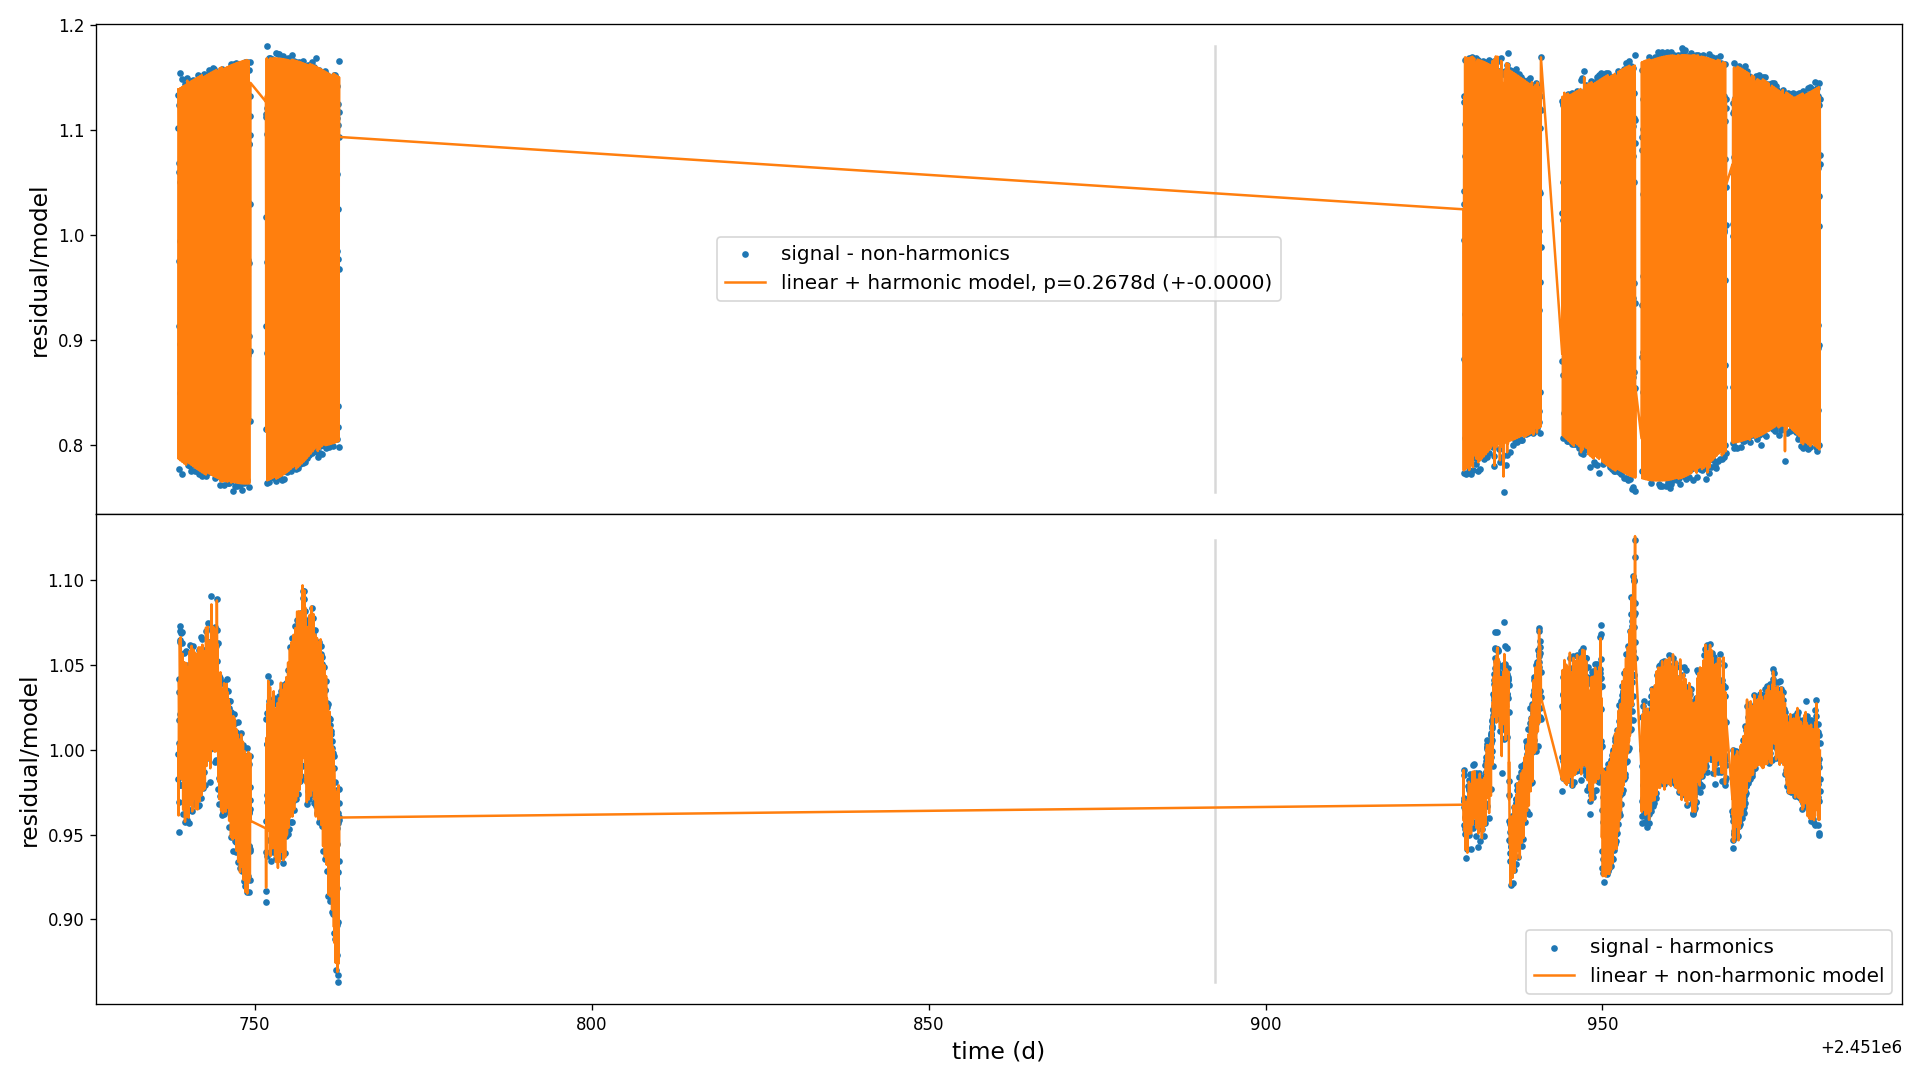 1.2
1.1
1.0
0.9
0.8
residual/model
signal - non-harmonics
linear + harmonic model, p=0.2678d (+-0.0000)
1.10
1.05
1.00
0.95
0.90
residual/model
signal - harmonics
linear + non-harmonic model
750
800
850
900
950
time (d)
+2.451e6